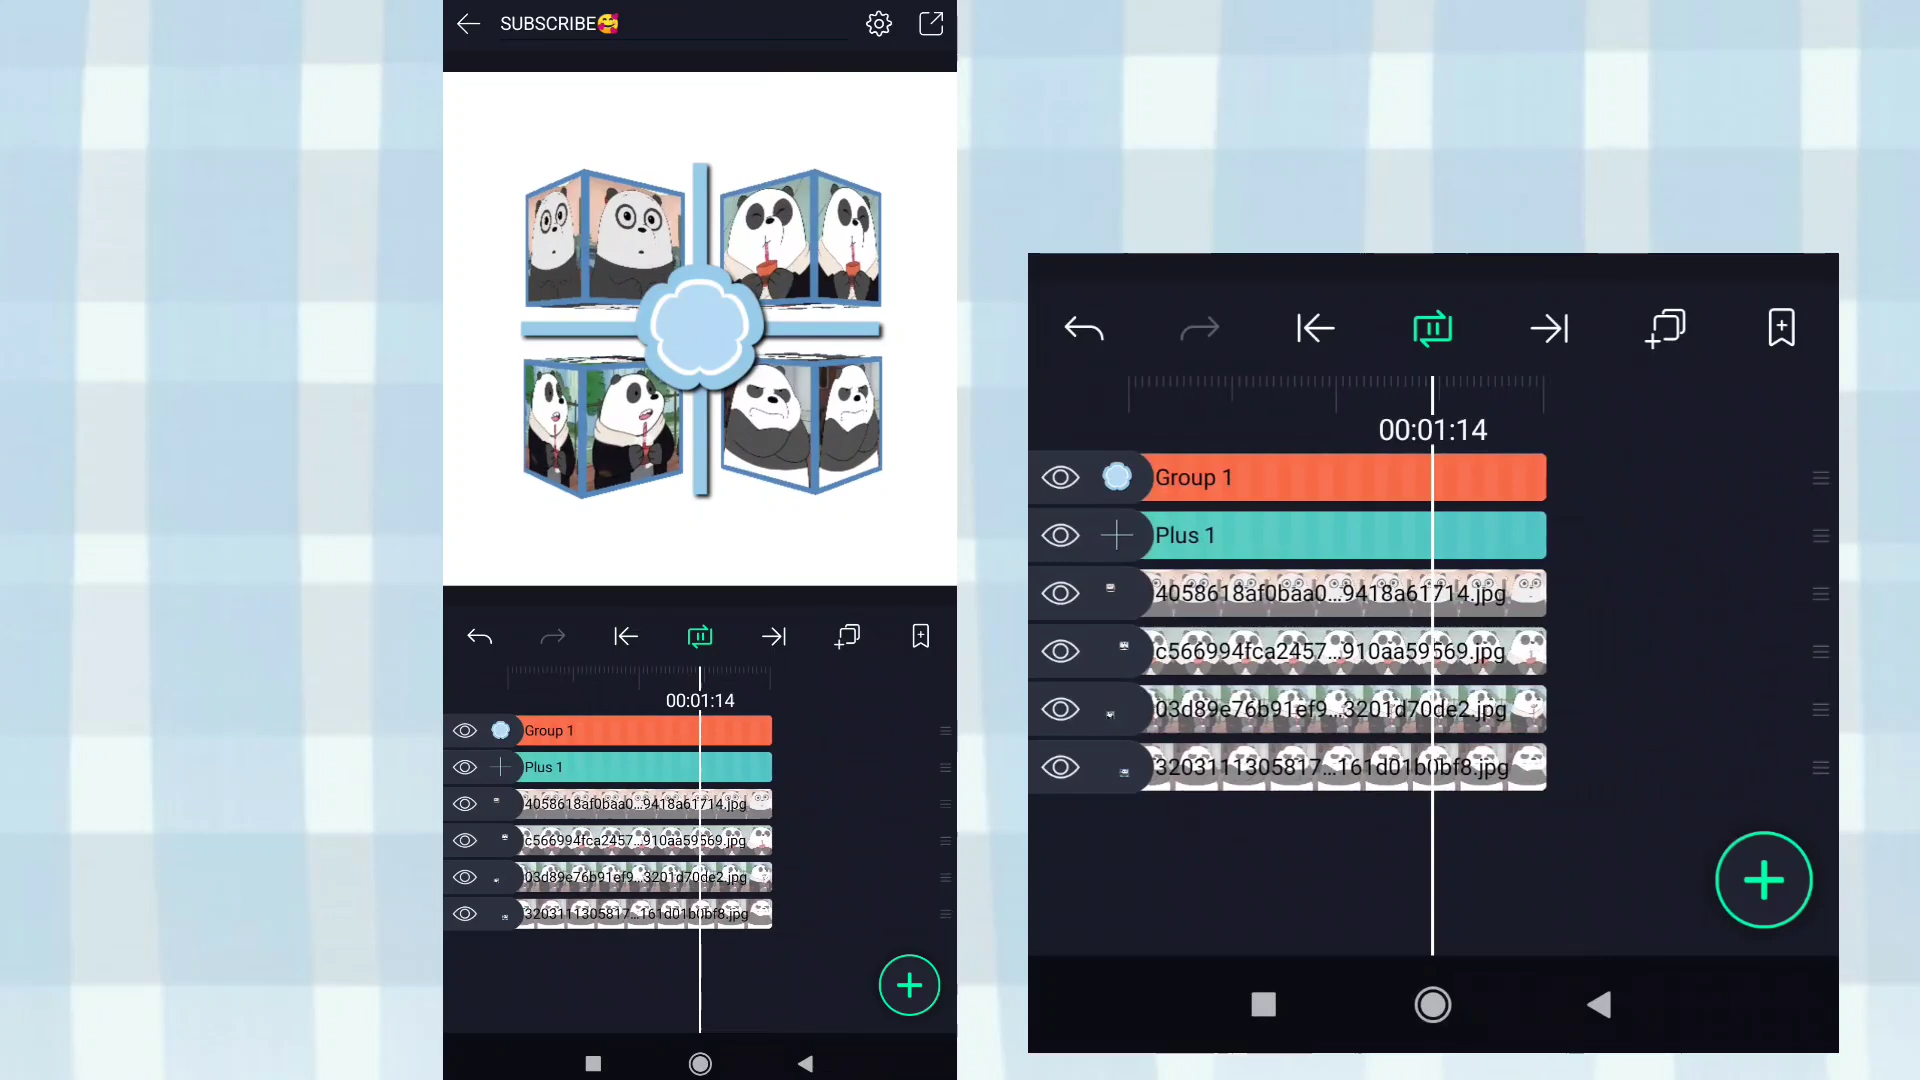 SUBSCRIBE🥰
00:01:14
Group 1
Plus 1
4058618af0baa0...9418a61714.jpg
c566994fca2457...910aa59569.jpg
03d89e76b91ef9...3201d70de2.jpg
3203111305817...161d01b0bf8.jpg
00:01:14
Group 1
Plus 1
4058618af0baa0...9418a61714.jpg
c566994fca2457...910aa59569.jpg
03d89e76b91ef9...3201d70de2.jpg
3203111305817...161d01b0bf8.jpg